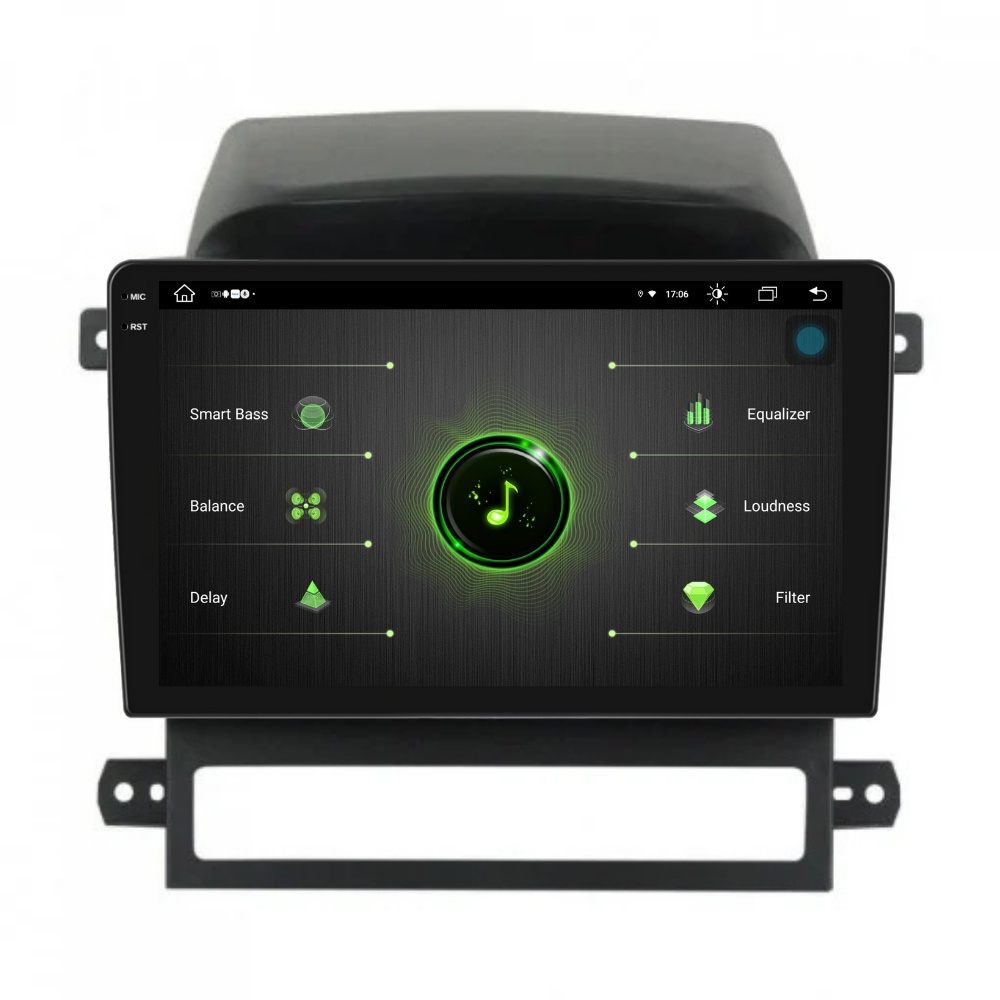 MIC
17:06
RST
Smart Bass
Equalizer
Balance
Loudness
Delay
Filter